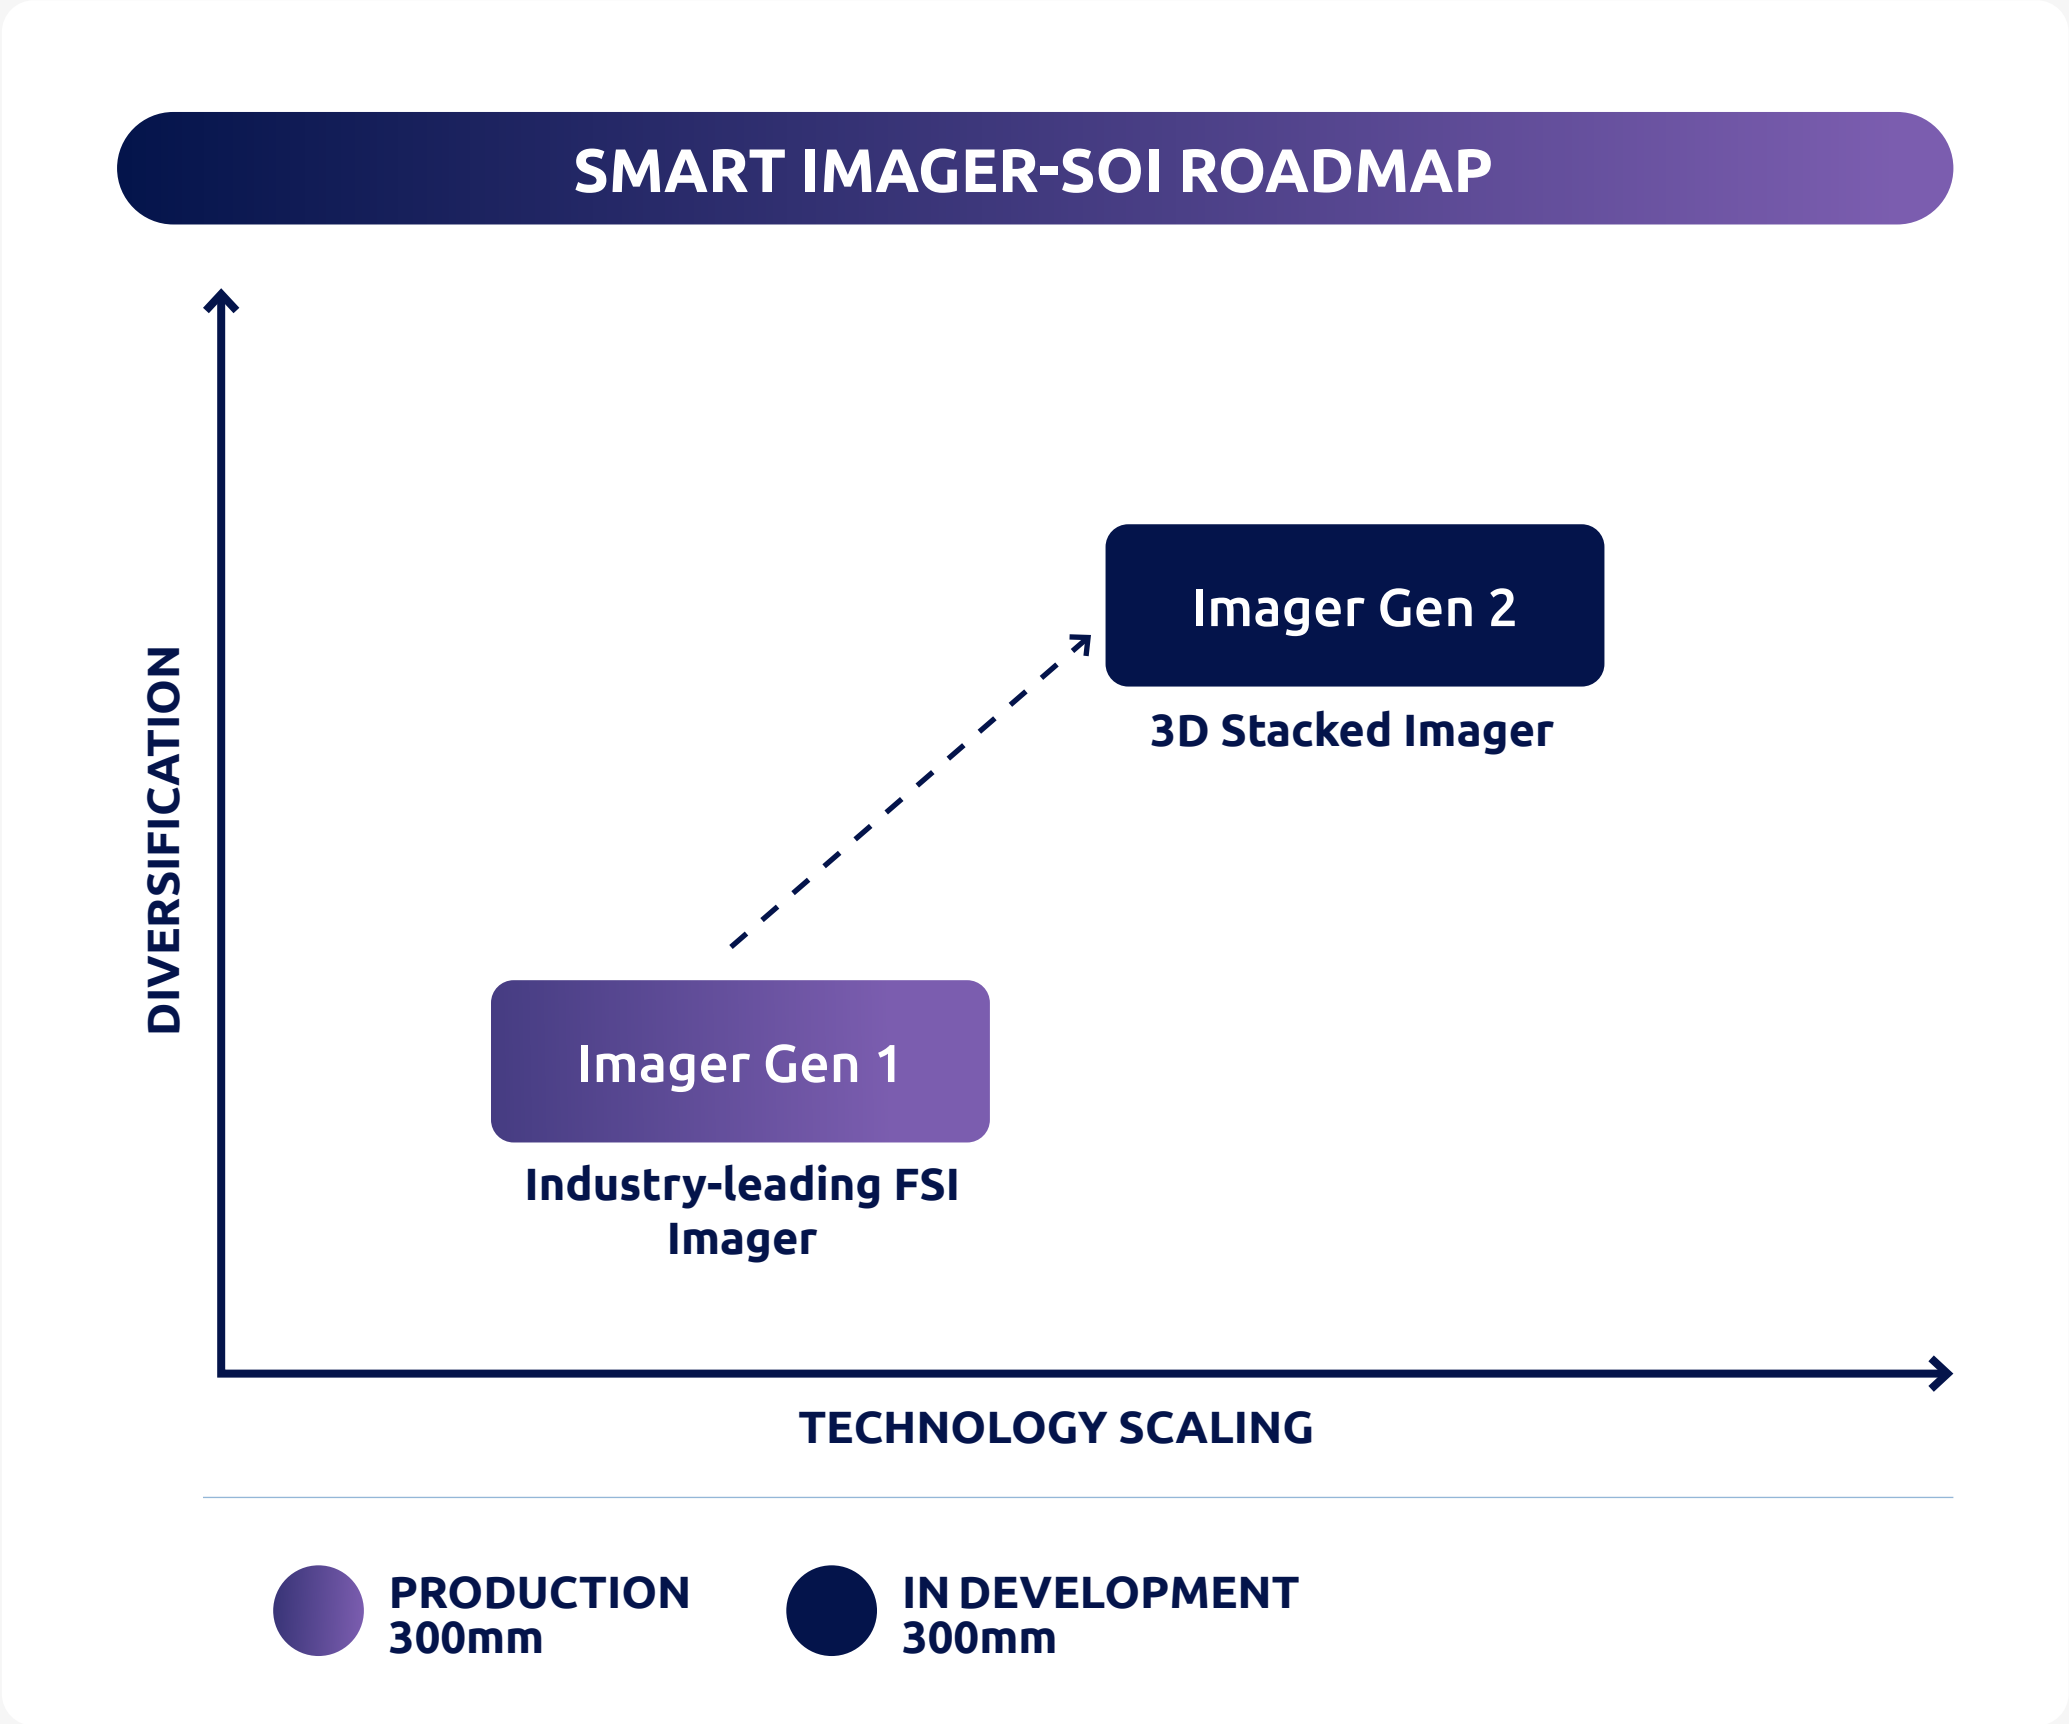 SMART IMAGER-SOI ROADMAP
DIVERSIFICATION
Imager Gen 2
3D Stacked Imager
Imager Gen 1
Industry-leading FSI
Imager
TECHNOLOGY SCALING
PRODUCTION
300mm
IN DEVELOPMENT
300mm